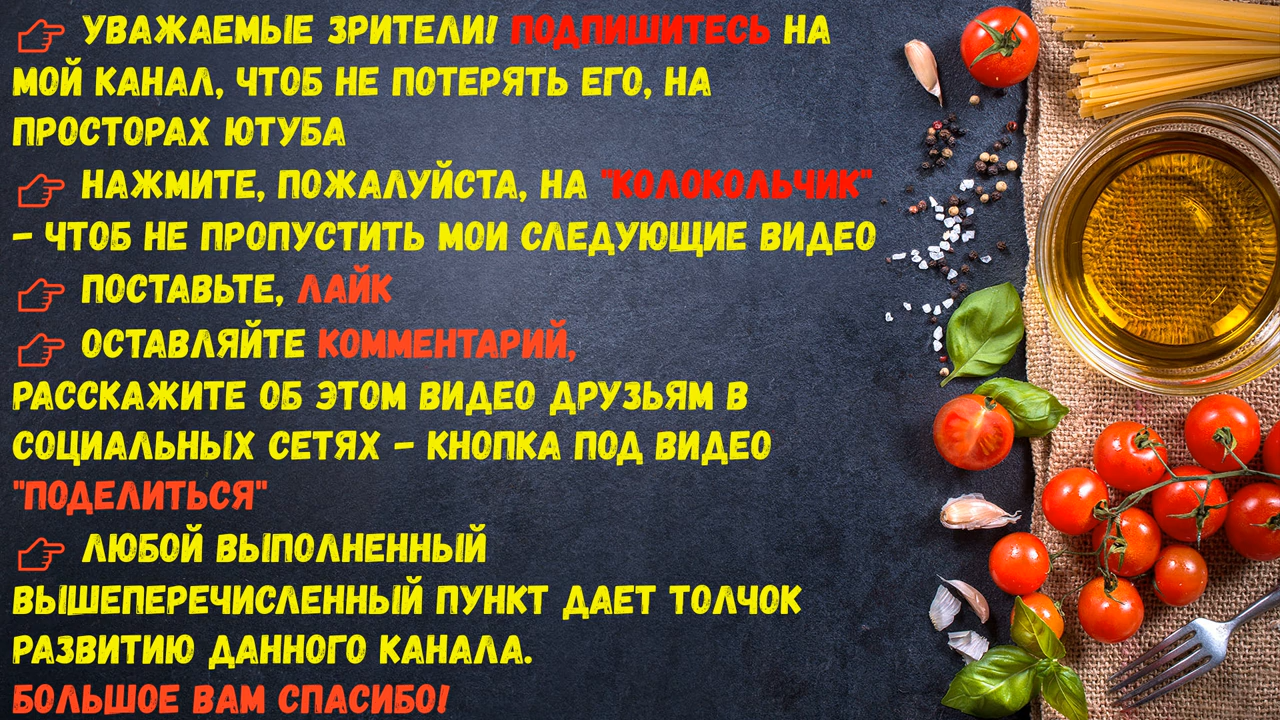 👉 УВАЖАЕМЫЕ ЗРИТЕЛИ! ПОДПИШИТЕСЬ НА
МОЙ КАНАЛ, ЧТОБ НЕ ПОТЕРЯТЬ ЕГО, НА
ПРОСТОРАХ ЮТУБА
👉 НАЖМИТЕ, ПОЖАЛУЙСТА, НА "КОЛОКОЛЬЧИК"
- ЧТОБ НЕ ПРОПУСТИТЬ МОИ СЛЕДУЮЩИЕ ВИДЕО
👉 ПОСТАВЬТЕ, ЛАЙК
👉 ОСТАВЛЯЙТЕ КОММЕНТАРИЙ,
РАССКАЖИТЕ ОБ ЭТОМ ВИДЕО ДРУЗЬЯМ В
СОЦИАЛЬНЫХ СЕТЯХ - КНОПКА ПОД ВИДЕО
"ПОДЕЛИТЬСЯ"
👉 ЛЮБОЙ ВЫПОЛНЕННЫЙ
ВЫШЕПЕРЕЧИСЛЕННЫЙ ПУНКТ ДАЕТ ТОЛЧОК
РАЗВИТИЮ ДАННОГО КАНАЛА.
БОЛЬШОЕ ВАМ СПАСИБО!